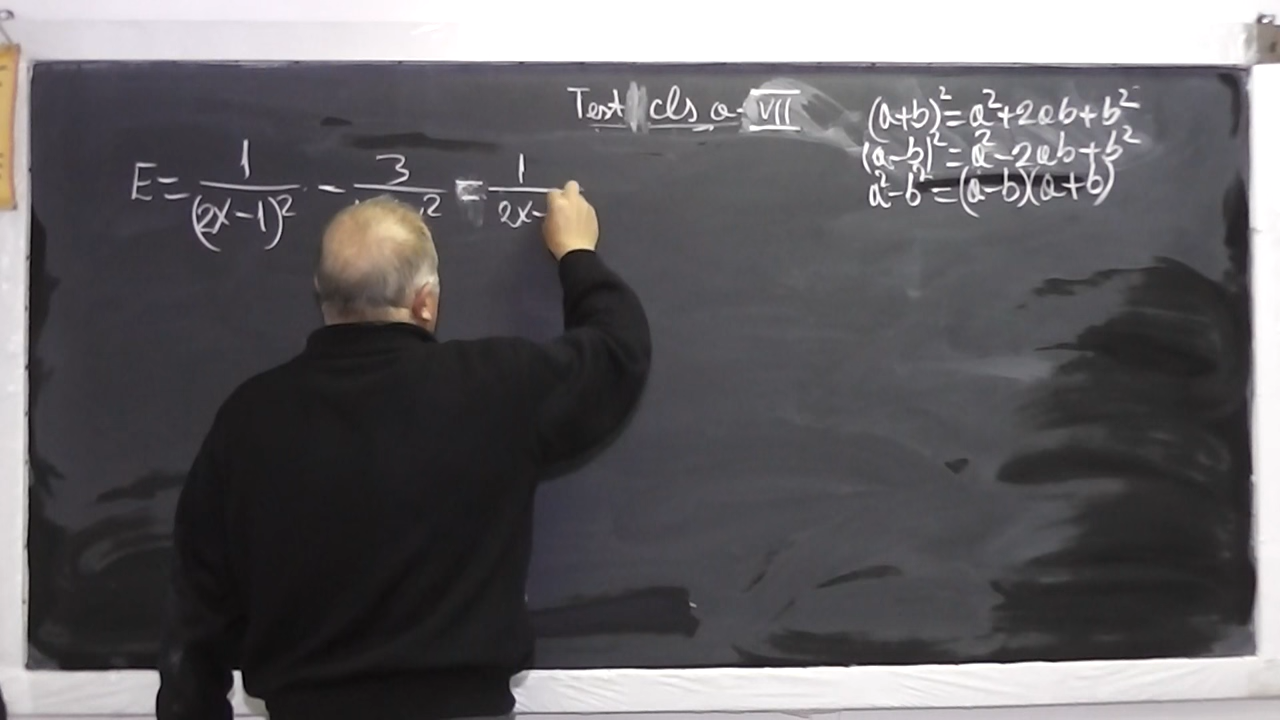 Test cls a VII
(a+b)²=a²+2ab+b²
(a-b)²=a²-2ab+b²
a²-b²=(a-b)(a+b)
E= 1/(2x-1)² - 3/ ² = 1/2x-